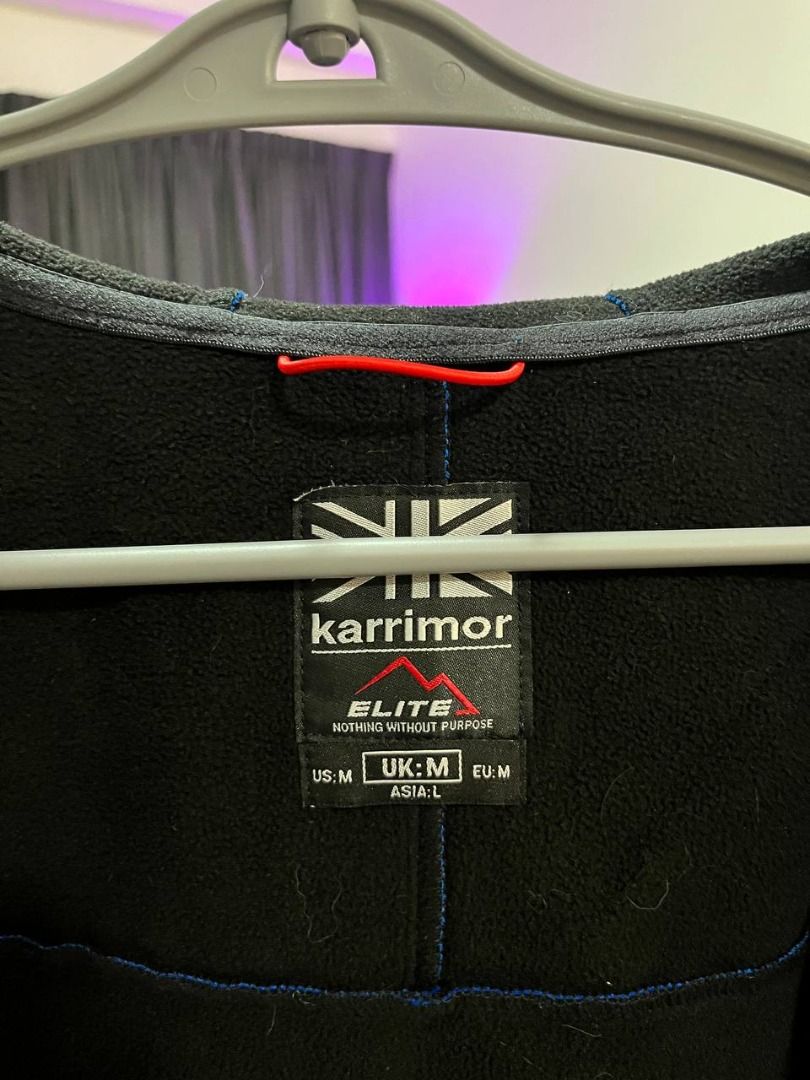 karrimor
ELITE
NOTHING WITHOUT PURPOSE
US: M UK: M EU: M
ASIA: L